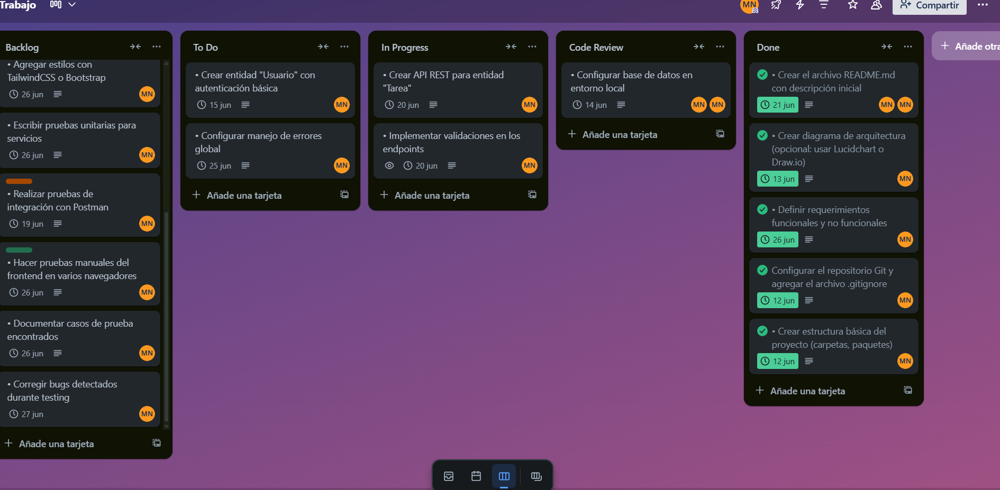 Trabajo
MN
Compartir
Backlog
• Agregar estilos con
TailwindCSS o Bootstrap
26 jun
MN
• Escribir pruebas unitarias para
servicios
26 jun
MN
• Realizar pruebas de
integración con Postman
19 jun
MN
• Hacer pruebas manuales del
frontend en varios navegadores
26 jun
MN
• Documentar casos de prueba
encontrados
26 jun
MN
• Corregir bugs detectados
durante testing
27 jun
MN
+ Añade una tarjeta
To Do
• Crear entidad "Usuario" con
autenticación básica
15 jun
MN
• Configurar manejo de errores
global
25 jun
MN
+ Añade una tarjeta
In Progress
• Crear API REST para entidad
"Tarea"
20 jun
MN
• Implementar validaciones en los
endpoints
20 jun
MN
+ Añade una tarjeta
Code Review
• Configurar base de datos en
entorno local
14 jun
MN MN
+ Añade una tarjeta
Done
• Crear el archivo README.md
con descripción inicial
21 jun
MN MN
• Crear diagrama de arquitectura
(opcional: usar Lucidchart o
Draw.io)
13 jun
MN
• Definir requerimientos
funcionales y no funcionales
26 jun
MN
Configurar el repositorio Git y
agregar el archivo .gitignore
12 jun
MN
• Crear estructura básica del
proyecto (carpetas, paquetes)
12 jun
MN
+ Añade una tarjeta
+ Añade otra